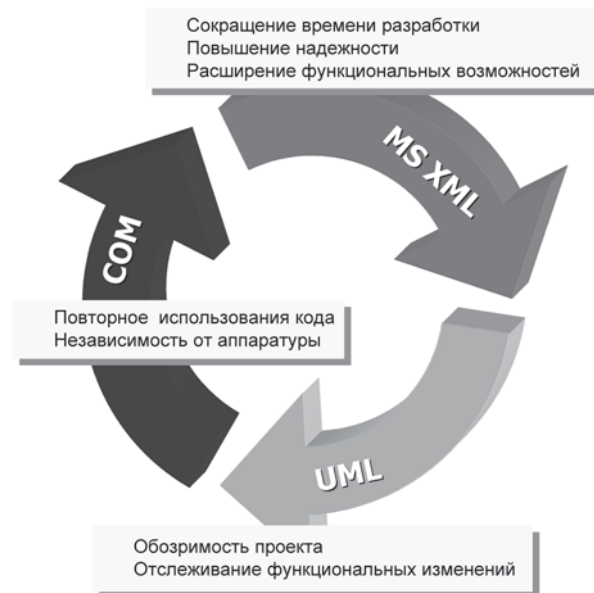 Сокращение времени разработки
Повышение надежности
Расширение функциональных возможностей
MS XML
COM
Повторное использования кода
Независимость от аппаратуры
UML
Обозримость проекта
Отслеживание функциональных изменений